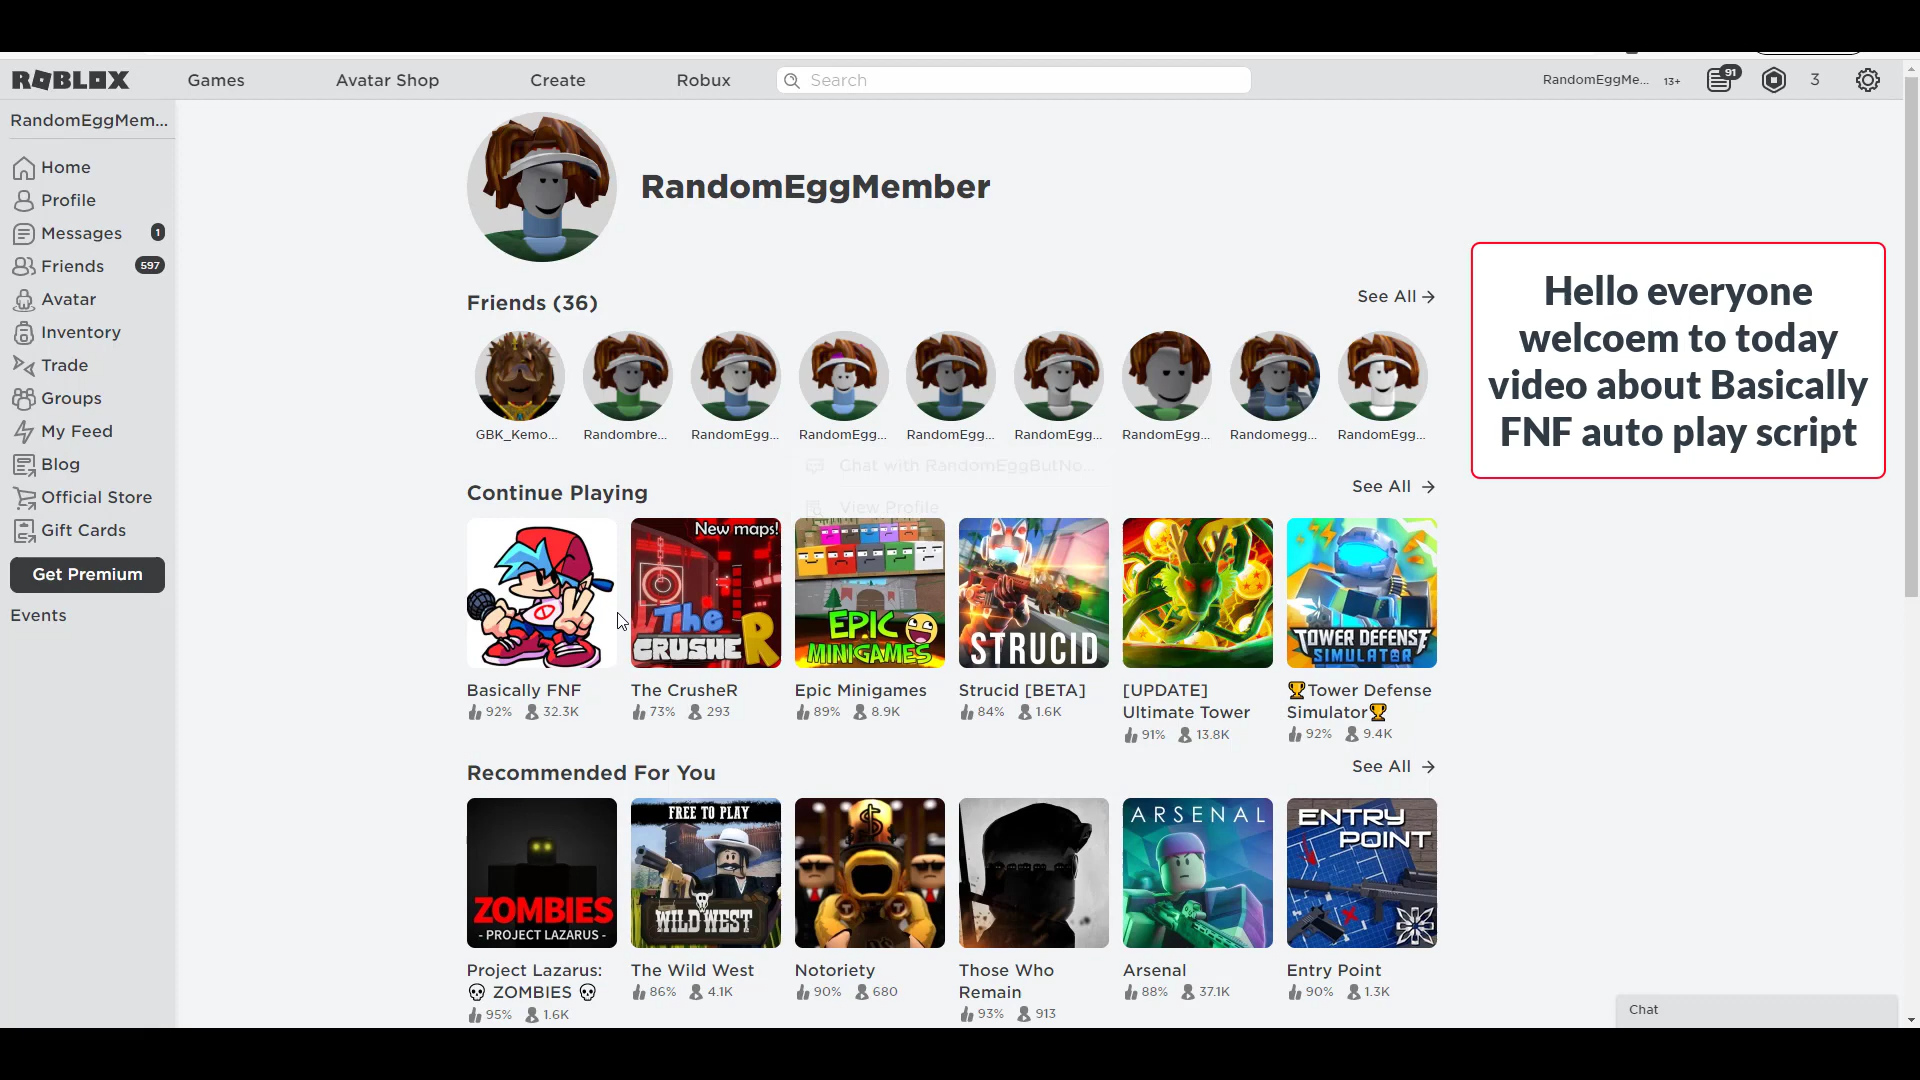 ROBLOX Games Avatar Shop Create Robux Search RandomEggMe... 13+ 91 3
RandomEggMem...
Home
Profile
Messages 1
Friends 597
Avatar
Inventory
Trade
Groups
My Feed
Blog
Official Store
Gift Cards
Get Premium
Events
RandomEggMember
Friends (36) See All
GBK_Kemo... Randombre... RandomEgg... RandomEgg... RandomEgg... RandomEgg... RandomEgg... Randomegg... RandomEgg...
Chat with RandomEggButNo...
View Profile
Continue Playing See All
New maps!
The
CRUSHER
EPIC
MINIGAMES
STRUCID
TOWER DEFENSE
SIMULATOR
Basically FNF The CrusheR Epic Minigames Strucid [BETA] [UPDATE] 🏆Tower Defense
Ultimate Tower Simulator🏆
92% 32.3K 73% 293 89% 8.9K 84% 1.6K 91% 13.8K 92% 9.4K
Recommended For You See All
ZOMBIES
- PROJECT LAZARUS -
FREE TO PLAY
WILD WEST
ARSENAL
ENTRY
POINT
Project Lazarus: The Wild West Notoriety Those Who Arsenal Entry Point
💀 ZOMBIES 💀 86% 4.1K 90% 680 Remain 88% 37.1K 90% 1.3K
95% 1.6K 93% 913
Hello everyone
welcoem to today
video about Basically
FNF auto play script
Chat